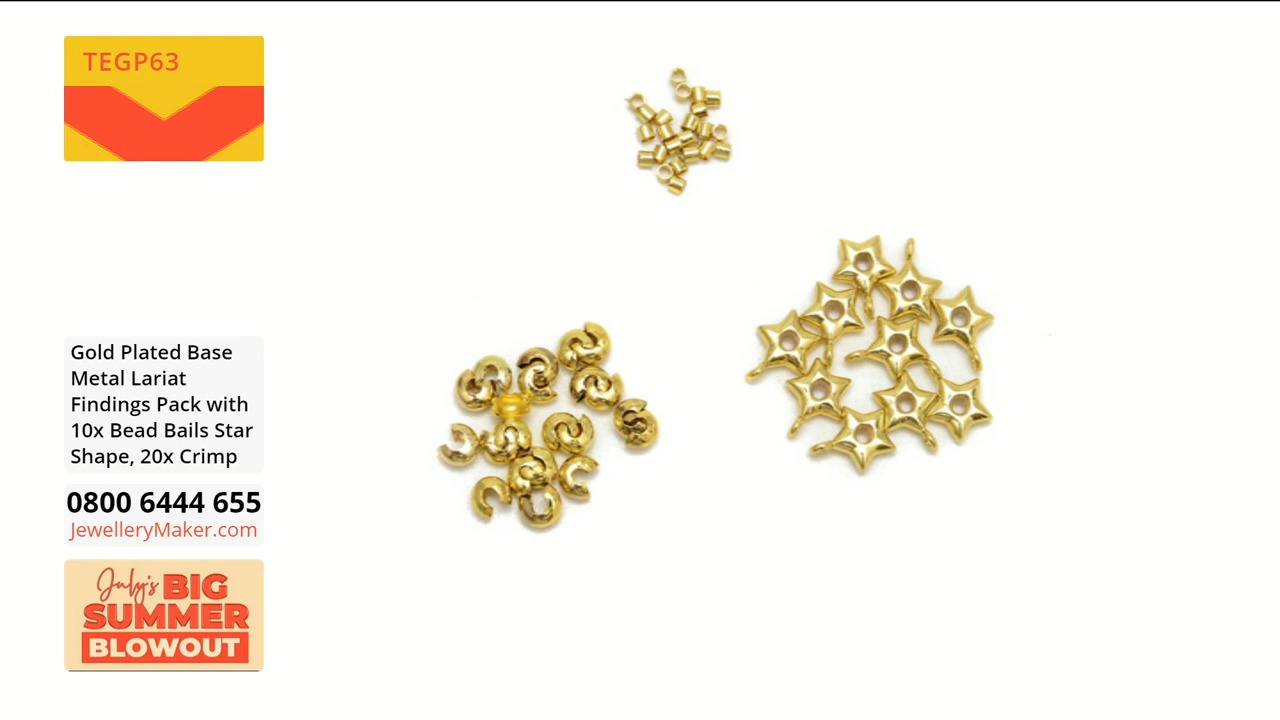 TEGP63
Gold Plated Base
Metal Lariat
Findings Pack with
10x Bead Bails Star
Shape, 20x Crimp
0800 6444 655
JewelleryMaker.com
July's BIG
SUMMER
BLOWOUT